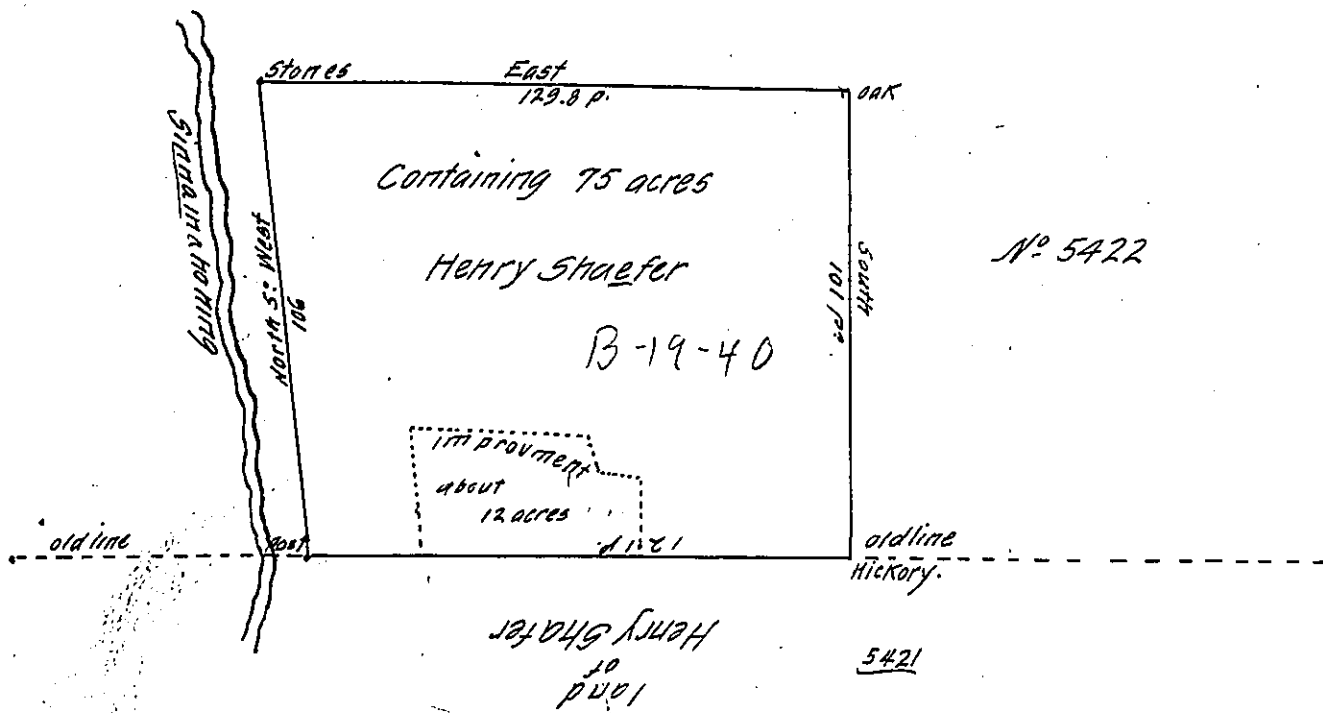 Stones
East
129.8 p.
oak
Sinnamahoning
Containing 75 acres
Henry Shaefer
Nº 5422
North 5° West
106
South
101 p.
B-19-40
improvment
about
12 acres
old line
Post
121 p.
old line
Hickory.
land
of
Henry Shafer
5421